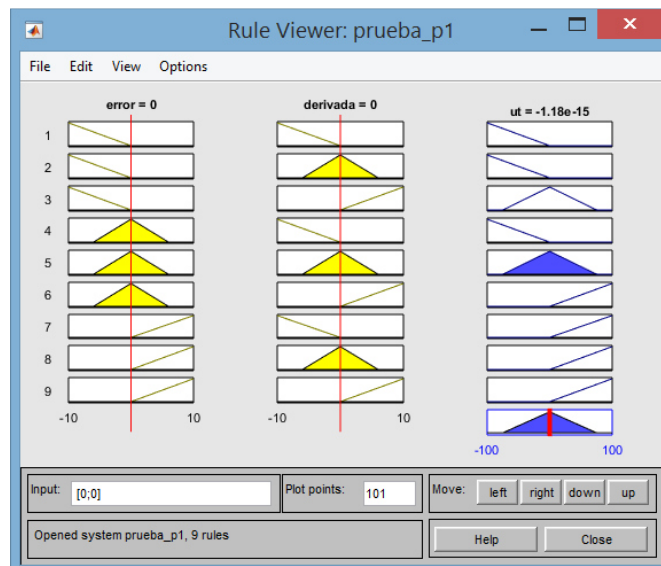 Rule Viewer: prueba_p1
File Edit View Options
error = 0 derivada = 0 ut = -1.18e-15
1
2
3
4
5
6
7
8
9
-10 10 -10 10
-100 100
Input: [0;0] Plot points: 101 Move: left right down up
Opened system prueba_p1, 9 rules Help Close